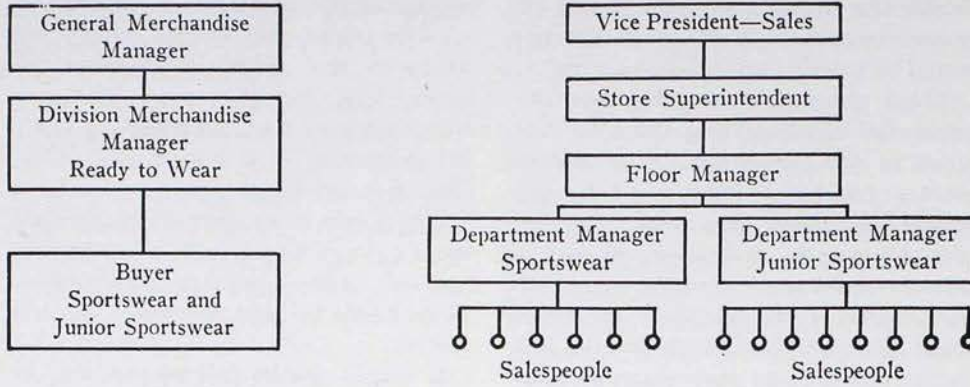 General Merchandise
Manager
Division Merchandise
Manager
Ready to Wear
Buyer
Sportswear and
Junior Sportswear
Vice President—Sales
Store Superintendent
Floor Manager
Department Manager
Sportswear
Department Manager
Junior Sportswear
Salespeople
Salespeople